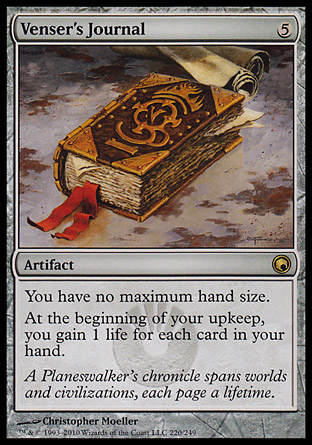 Venser's Journal 5
Artifact
You have no maximum hand size.
At the beginning of your upkeep,
you gain 1 life for each card in your
hand.
A Planeswalker's chronicle spans worlds
and civilizations, each page a lifetime.
Christopher Moeller
™ & © 1993–2010 Wizards of the Coast LLC 220/249